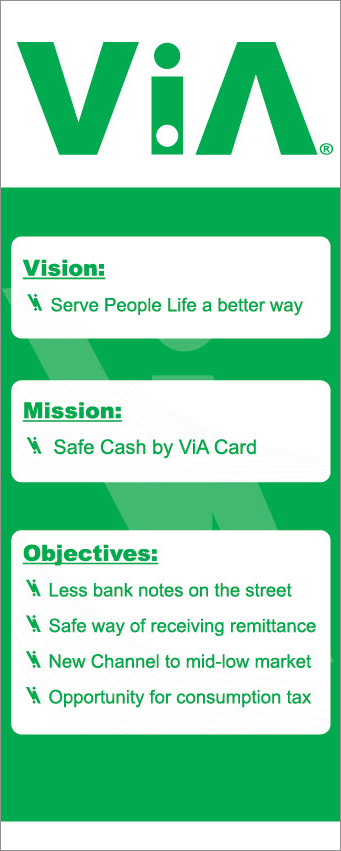 ViA®
Vision:
Serve People Life a better way
Mission:
Safe Cash by ViA Card
Objectives:
Less bank notes on the street
Safe way of receiving remittance
New Channel to mid-low market
Opportunity for consumption tax